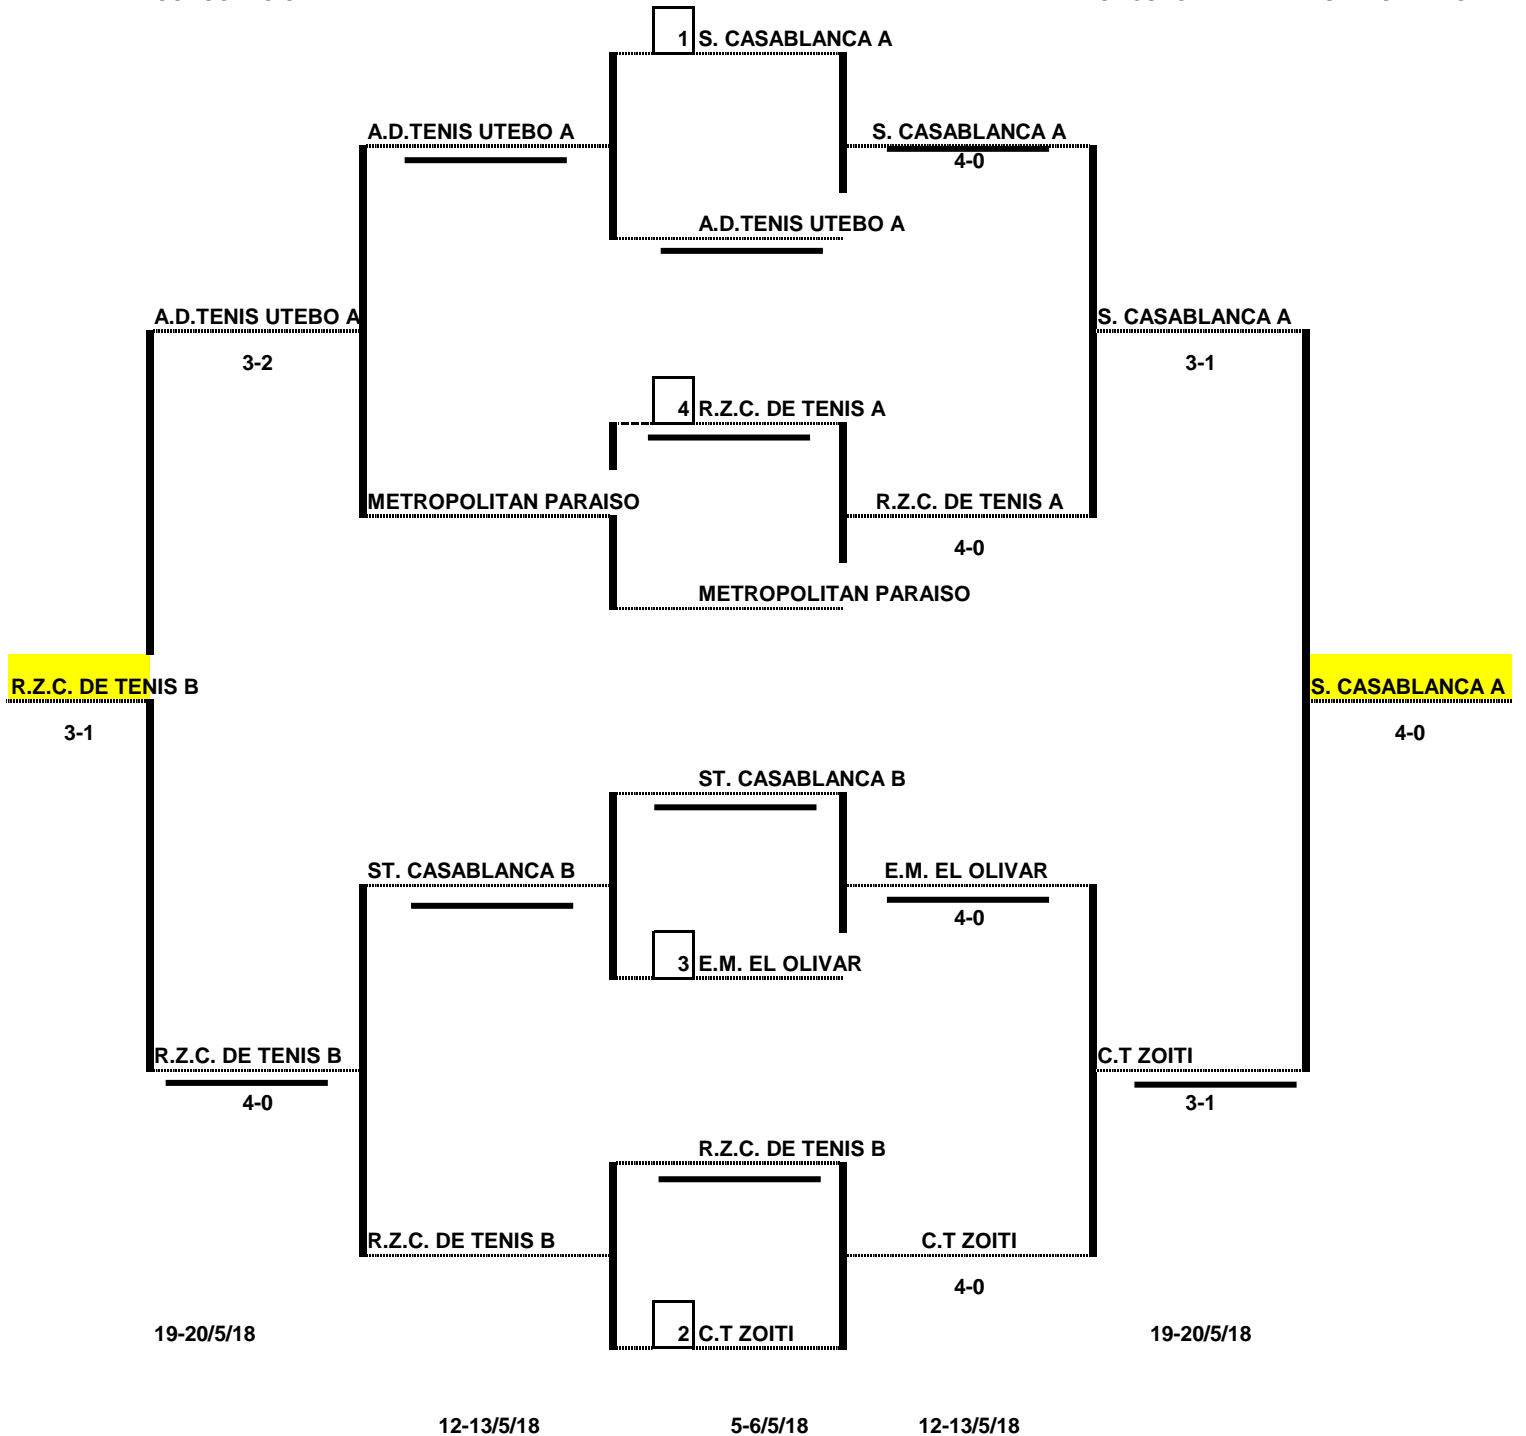 1 S. CASABLANCA A
A.D.TENIS UTEBO A
S. CASABLANCA A
4-0
A.D.TENIS UTEBO A
A.D.TENIS UTEBO A
S. CASABLANCA A
3-2
3-1
4 R.Z.C. DE TENIS A
METROPOLITAN PARAISO
R.Z.C. DE TENIS A
4-0
METROPOLITAN PARAISO
R.Z.C. DE TENIS B
S. CASABLANCA A
3-1
4-0
ST. CASABLANCA B
ST. CASABLANCA B
E.M. EL OLIVAR
4-0
3 E.M. EL OLIVAR
R.Z.C. DE TENIS B
C.T ZOITI
4-0
3-1
R.Z.C. DE TENIS B
R.Z.C. DE TENIS B
C.T ZOITI
4-0
19-20/5/18
2 C.T ZOITI
19-20/5/18
12-13/5/18
5-6/5/18
12-13/5/18